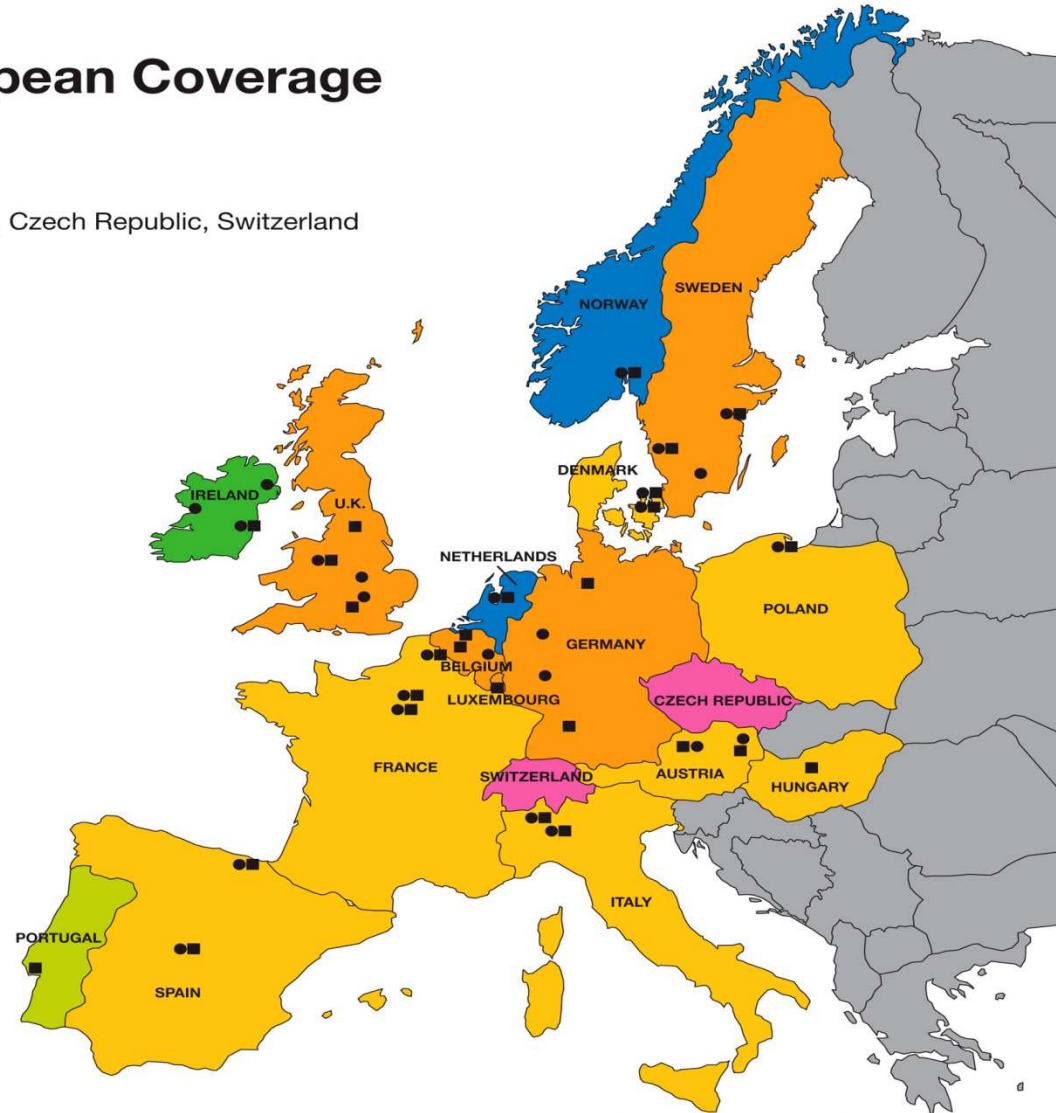 pean Coverage
Czech Republic, Switzerland
NORWAY
SWEDEN
DENMARK
IRELAND
U.K.
NETHERLANDS
POLAND
GERMANY
BELGIUM
LUXEMBOURG
CZECH REPUBLIC
FRANCE
SWITZERLAND
AUSTRIA
HUNGARY
ITALY
PORTUGAL
SPAIN